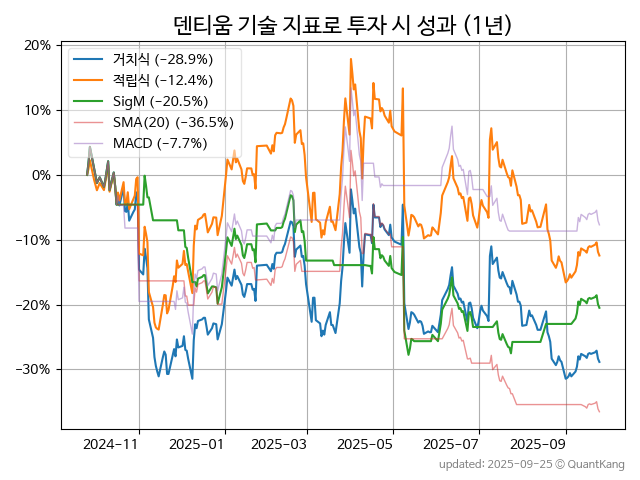 덴티움 기술 지표로 투자 시 성과 (1년)
20%
10%
0%
−10%
−20%
−30%
거치식 (−28.9%)
적립식 (−12.4%)
SigM (−20.5%)
SMA(20) (−36.5%)
MACD (−7.7%)
2024-11
2025-01
2025-03
2025-05
2025-07
2025-09
updated: 2025-09-25 © QuantKang